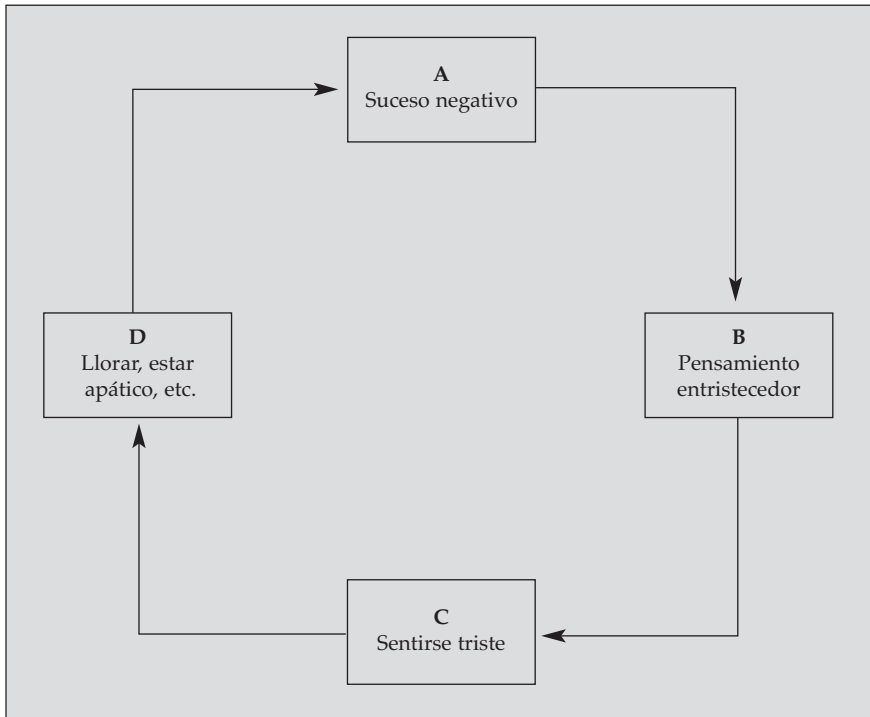 A
Suceso negativo
B
Pensamiento
entristecedor
C
Sentirse triste
D
Llorar, estar
apático, etc.